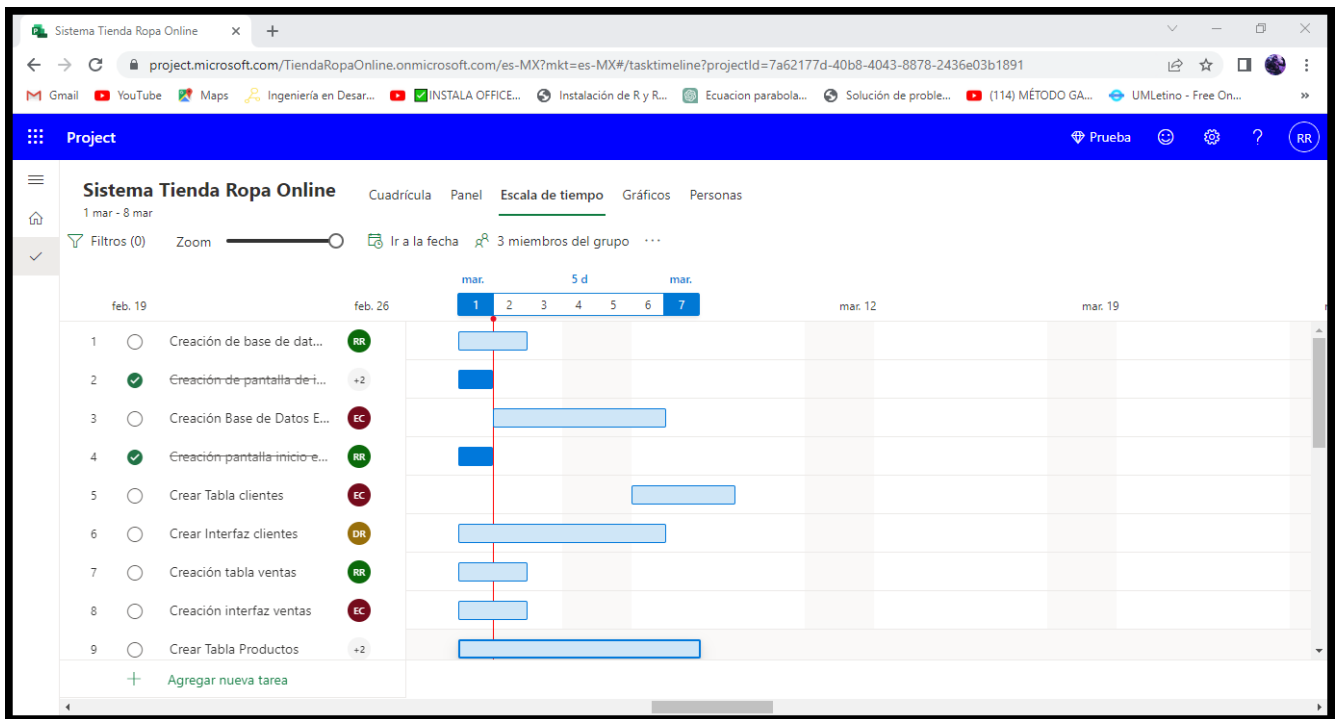 Sistema Tienda Ropa Online
project.microsoft.com/TiendaRopaOnline.onmicrosoft.com/es-MX?mkt=es-MX#/tasktimeline?projectId=7a62177d-40b8-4043-8878-2436e03b1891
Gmail YouTube Maps Ingeniería en Desar... INSTALA OFFICE... Instalación de R y R... Ecuacion parabola... Solución de proble... (114) MÉTODO GA... UMLetino - Free On... »
Project Prueba ? RR
Sistema Tienda Ropa Online Cuadrícula Panel Escala de tiempo Gráficos Personas
1 mar - 8 mar
Filtros (0) Zoom Ir a la fecha 3 miembros del grupo ...
mar. 5 d mar.
feb. 19 feb. 26 1 2 3 4 5 6 7 mar. 12 mar. 19
1 Creación de base de dat... RR
2 Creación de pantalla de i... +2
3 Creación Base de Datos E... EC
4 Creación pantalla inicio e... RR
5 Crear Tabla clientes EC
6 Crear Interfaz clientes DR
7 Creación tabla ventas RR
8 Creación interfaz ventas EC
9 Crear Tabla Productos +2
Agregar nueva tarea